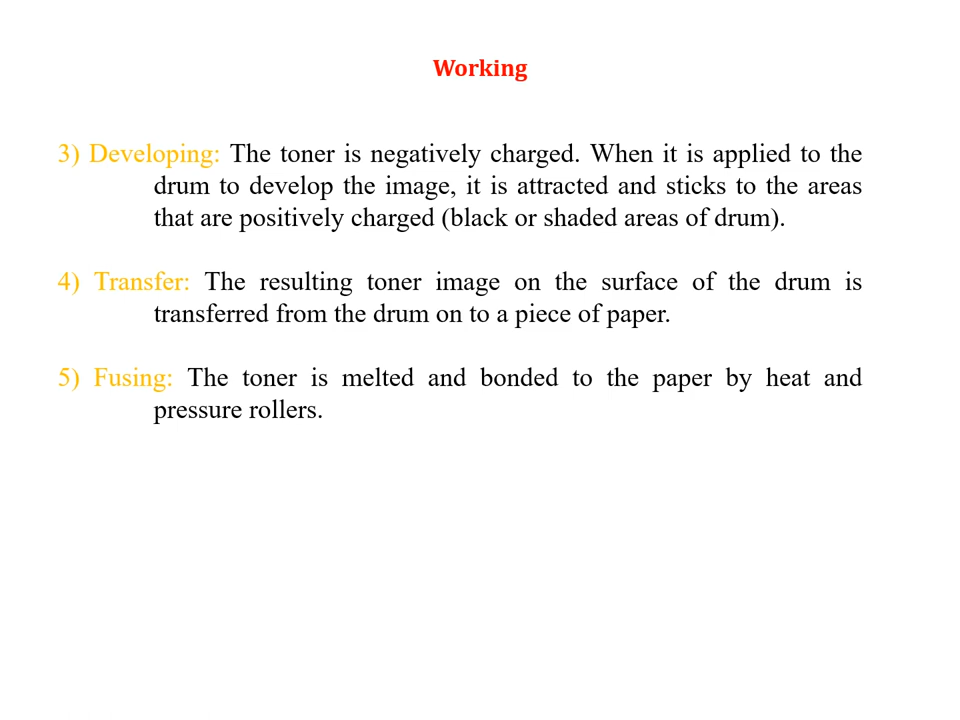 Working
3) Developing: The toner is negatively charged. When it is applied to the
drum to develop the image, it is attracted and sticks to the areas
that are positively charged (black or shaded areas of drum).
4) Transfer: The resulting toner image on the surface of the drum is
transferred from the drum on to a piece of paper.
5) Fusing: The toner is melted and bonded to the paper by heat and
pressure rollers.